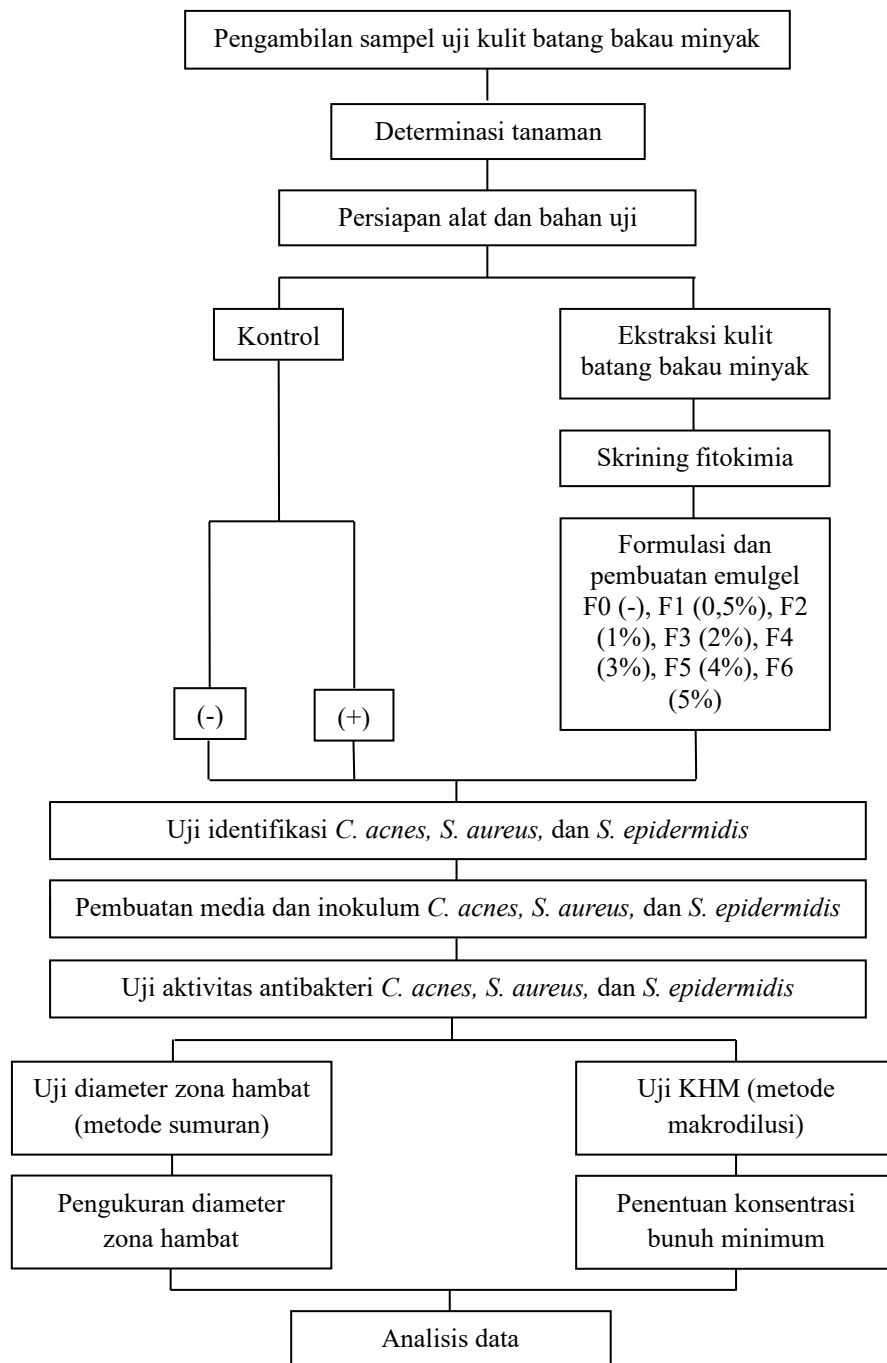 Pengambilan sampel uji kulit batang bakau minyak
Determinasi tanaman
Persiapan alat dan bahan uji
Kontrol
Ekstraksi kulit
batang bakau minyak
Skrining fitokimia
Formulasi dan
pembuatan emulgel
F0 (-), F1 (0,5%), F2
(1%), F3 (2%), F4
(3%), F5 (4%), F6
(5%)
(-)
(+)
Uji identifikasi C. acnes, S. aureus, dan S. epidermidis
Pembuatan media dan inokulum C. acnes, S. aureus, dan S. epidermidis
Uji aktivitas antibakteri C. acnes, S. aureus, dan S. epidermidis
Uji diameter zona hambat
(metode sumuran)
Uji KHM (metode
makrodilusi)
Pengukuran diameter
zona hambat
Penentuan konsentrasi
bunuh minimum
Analisis data